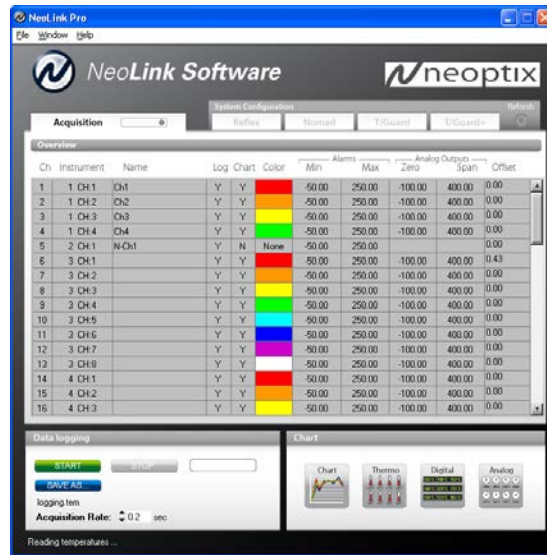 NeoLink Pro
File Window Help
NeoLink Software
neoptix
System Configuration
Refresh
Acquisition
Reflex
Nomad
T/Guard
T/Guard+
Overview
Alarms
Analog Outputs
Ch Instrument Name Log Chart Color Min Max Zero Span Offset
1 1 CH:1 Ch1 Y Y -50.00 250.00 -100.00 400.00 0.00
2 1 CH:2 Ch2 Y Y -50.00 250.00 -100.00 400.00 0.00
3 1 CH:3 Ch3 Y Y -50.00 250.00 -100.00 400.00 0.00
4 1 CH:4 Ch4 Y Y -50.00 250.00 -100.00 400.00 0.00
5 2 CH:1 N-Ch1 Y N None -50.00 250.00 0.00
6 3 CH:1 Y Y -50.00 250.00 -100.00 400.00 0.43
7 3 CH:2 Y Y -50.00 250.00 -100.00 400.00 0.00
8 3 CH:3 Y Y -50.00 250.00 -100.00 400.00 0.00
9 3 CH:4 Y Y -50.00 250.00 -100.00 400.00 0.00
10 3 CH:5 Y Y -50.00 250.00 -100.00 400.00 0.00
11 3 CH:6 Y Y -50.00 250.00 -100.00 400.00 0.00
12 3 CH:7 Y Y -50.00 250.00 -100.00 400.00 0.00
13 3 CH:8 Y Y -50.00 250.00 -100.00 400.00 0.00
14 4 CH:1 Y Y -50.00 250.00 -100.00 400.00 0.00
15 4 CH:2 Y Y -50.00 250.00 -100.00 400.00 0.00
16 4 CH:3 Y Y -50.00 250.00 -100.00 400.00 0.00
Data logging
START STOP
SAVE AS...
logging.tem
Acquisition Rate: 0.2 sec
Chart
Chart Thermo Digital Analog
Reading temperatures ...